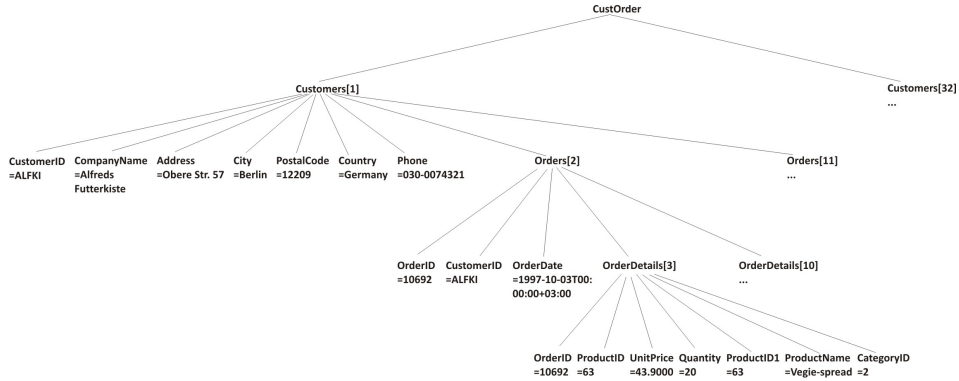 CustOrder
Customers[1]
Customers[32]
...
CustomerID
=ALFKI
CompanyName
=Alfreds
Futterkiste
Address
=Obere Str. 57
City
=Berlin
PostalCode
=12209
Country
=Germany
Phone
=030-0074321
Orders[2]
Orders[11]
...
OrderID
=10692
CustomerID
=ALFKI
OrderDate
=1997-10-03T00:
00:00+03:00
OrderDetails[3]
OrderDetails[10]
...
OrderID
=10692
ProductID
=63
UnitPrice
=43.9000
Quantity
=20
ProductID1
=63
ProductName
=Vegie-spread
CategoryID
=2